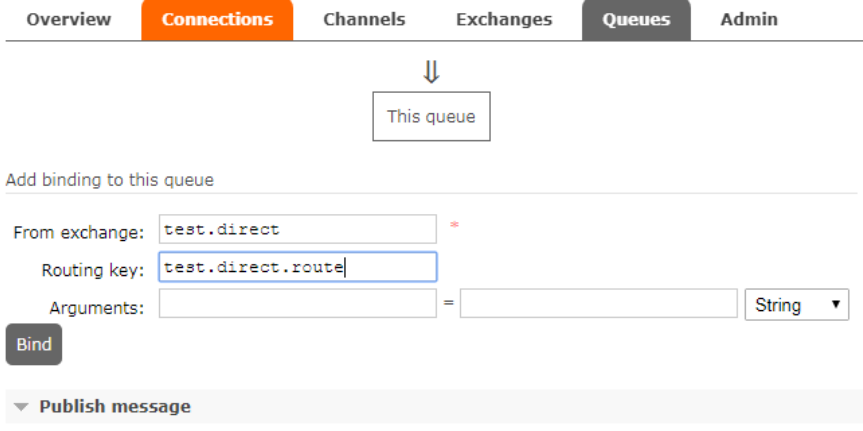 Overview Connections Channels Exchanges Queues Admin
⇓
This queue
Add binding to this queue
From exchange: test.direct *
Routing key: test.direct.route
Arguments: = String ▼
Bind
▼ Publish message